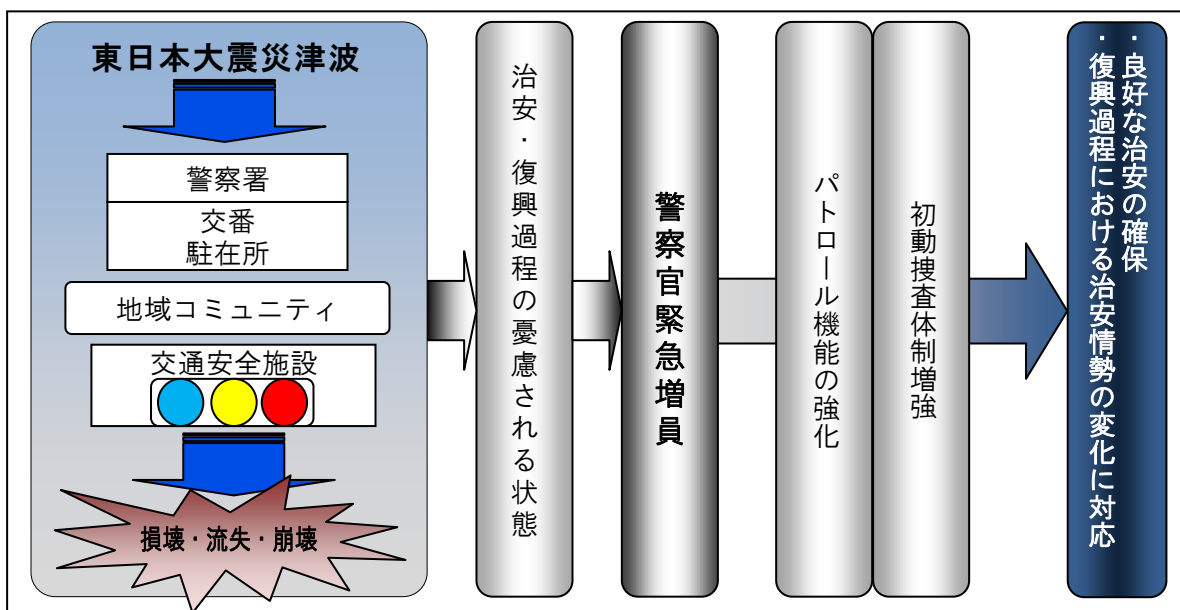 東日本大震災津波
警察署
交番
駐在所
地域コミュニティ
交通安全施設
損壊・流失・崩壊
治安・復興過程の憂慮される状態
警察官緊急増員
パトロール機能の強化
初動捜査体制増強
・良好な治安の確保
・復興過程における治安情勢の変化に対応